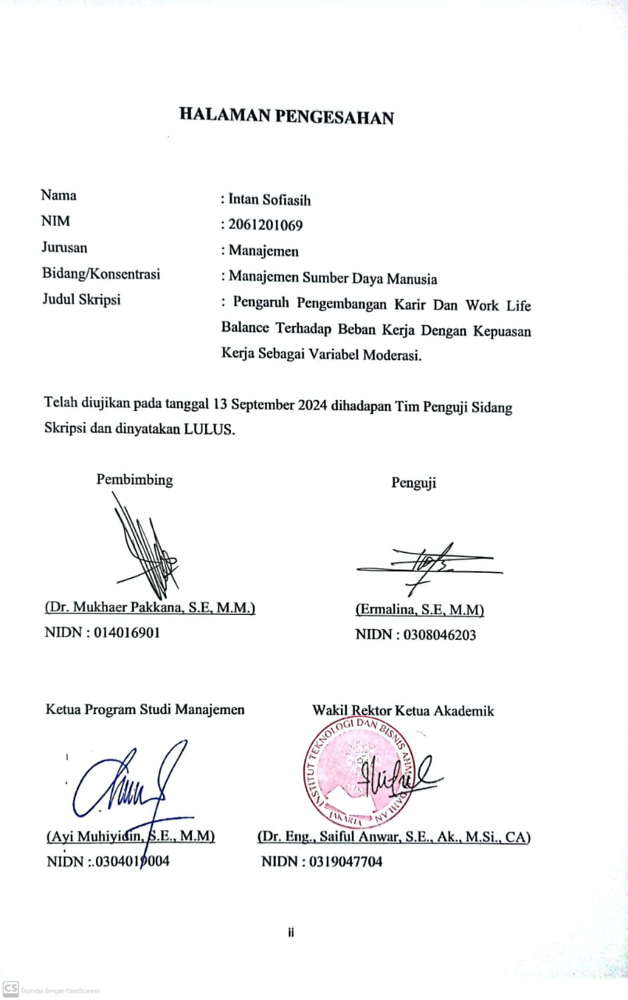 HALAMAN PENGESAHAN
Nama : Intan Sofiasih
NIM : 2061201069
Jurusan : Manajemen
Bidang/Konsentrasi : Manajemen Sumber Daya Manusia
Judul Skripsi : Pengaruh Pengembangan Karir Dan Work Life
Balance Terhadap Beban Kerja Dengan Kepuasan
Kerja Sebagai Variabel Moderasi.
Telah diujikan pada tanggal 13 September 2024 dihadapan Tim Penguji Sidang
Skripsi dan dinyatakan LULUS.
Pembimbing Penguji
(Dr. Mukhaer Pakkana, S.E, M.M.) (Ermalina, S.E, M.M)
NIDN : 014016901 NIDN : 0308046203
Ketua Program Studi Manajemen Wakil Rektor Ketua Akademik
INSTITUT TEKNOLOGI DAN BISNIS AHM DAHLAN
JAKARTA
(Ayi Muhiyidin, S.E., M.M) (Dr. Eng., Saiful Anwar, S.E., Ak., M.Si., CA)
NIDN :.0304019004 NIDN : 0319047704
ii
CS Dipindai dengan CamScanner